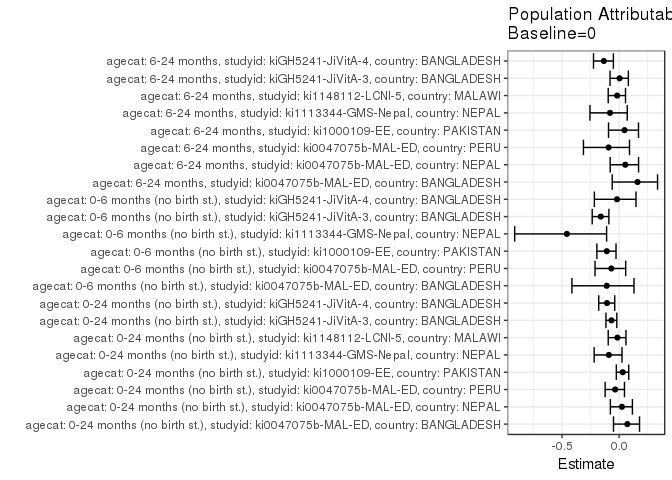 Population Attributab
Baseline=0
agecat: 6-24 months, studyid: kiGH5241-JiVitA-4, country: BANGLADESH
agecat: 6-24 months, studyid: kiGH5241-JiVitA-3, country: BANGLADESH
agecat: 6-24 months, studyid: ki1148112-LCNI-5, country: MALAWI
agecat: 6-24 months, studyid: ki1113344-GMS-Nepal, country: NEPAL
agecat: 6-24 months, studyid: ki1000109-EE, country: PAKISTAN
agecat: 6-24 months, studyid: ki0047075b-MAL-ED, country: PERU
agecat: 6-24 months, studyid: ki0047075b-MAL-ED, country: NEPAL
agecat: 6-24 months, studyid: ki0047075b-MAL-ED, country: BANGLADESH
agecat: 0-6 months (no birth st.), studyid: kiGH5241-JiVitA-4, country: BANGLADESH
agecat: 0-6 months (no birth st.), studyid: kiGH5241-JiVitA-3, country: BANGLADESH
agecat: 0-6 months (no birth st.), studyid: ki1113344-GMS-Nepal, country: NEPAL
agecat: 0-6 months (no birth st.), studyid: ki1000109-EE, country: PAKISTAN
agecat: 0-6 months (no birth st.), studyid: ki0047075b-MAL-ED, country: PERU
agecat: 0-6 months (no birth st.), studyid: ki0047075b-MAL-ED, country: BANGLADESH
agecat: 0-24 months (no birth st.), studyid: kiGH5241-JiVitA-4, country: BANGLADESH
agecat: 0-24 months (no birth st.), studyid: kiGH5241-JiVitA-3, country: BANGLADESH
agecat: 0-24 months (no birth st.), studyid: ki1148112-LCNI-5, country: MALAWI
agecat: 0-24 months (no birth st.), studyid: ki1113344-GMS-Nepal, country: NEPAL
agecat: 0-24 months (no birth st.), studyid: ki1000109-EE, country: PAKISTAN
agecat: 0-24 months (no birth st.), studyid: ki0047075b-MAL-ED, country: PERU
agecat: 0-24 months (no birth st.), studyid: ki0047075b-MAL-ED, country: NEPAL
agecat: 0-24 months (no birth st.), studyid: ki0047075b-MAL-ED, country: BANGLADESH
-0.5 0.0
Estimate